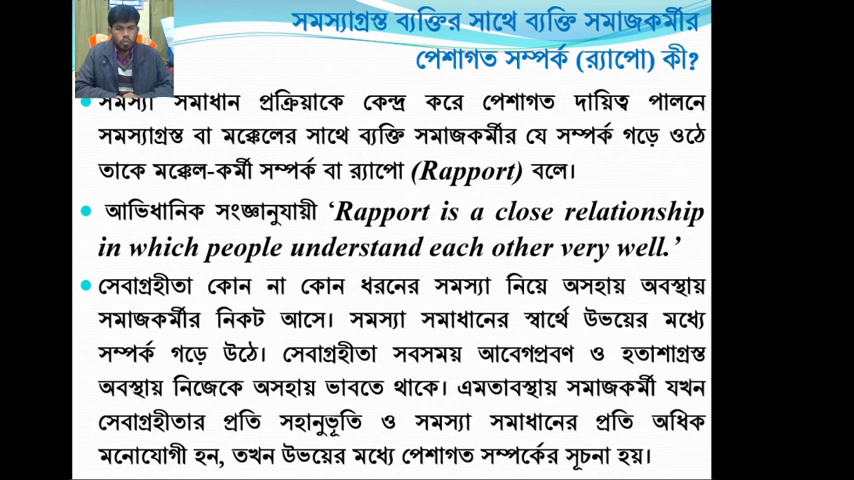 সমস্যাগ্রস্ত ব্যক্তির সাথে ব্যক্তি সমাজকর্মীর
পেশাগত সম্পর্ক (র‍্যাপো) কী?
সমস্যা সমাধান প্রক্রিয়াকে কেন্দ্র করে পেশাগত দায়িত্ব পালনে
সমস্যাগ্রস্ত বা মক্কেলের সাথে ব্যক্তি সমাজকর্মীর যে সম্পর্ক গড়ে ওঠে
তাকে মক্কেল-কর্মী সম্পর্ক বা র‍্যাপো (Rapport) বলে।
আভিধানিক সংজ্ঞানুযায়ী ‘Rapport is a close relationship
in which people understand each other very well.’
সেবাগ্রহীতা কোন না কোন ধরনের সমস্যা নিয়ে অসহায় অবস্থায়
সমাজকর্মীর নিকট আসে। সমস্যা সমাধানের স্বার্থে উভয়ের মধ্যে
সম্পর্ক গড়ে উঠে। সেবাগ্রহীতা সবসময় আবেগপ্রবণ ও হতাশাগ্রস্ত
অবস্থায় নিজেকে অসহায় ভাবতে থাকে। এমতাবস্থায় সমাজকর্মী যখন
সেবাগ্রহীতার প্রতি সহানুভূতি ও সমস্যা সমাধানের প্রতি অধিক
মনোযোগী হন, তখন উভয়ের মধ্যে পেশাগত সম্পর্কের সূচনা হয়।